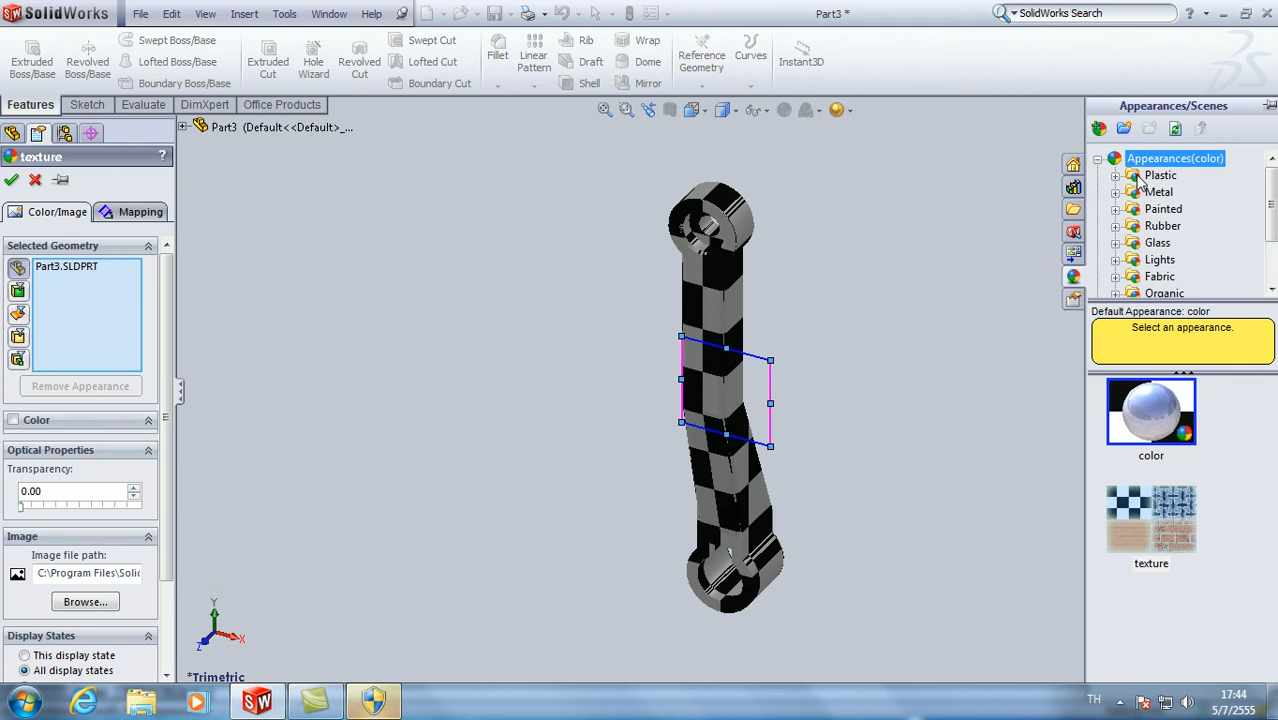 SolidWorks File Edit View Insert Tools Window Help Part3 * SolidWorks Search
Extruded Boss/Base
Revolved Boss/Base
Swept Boss/Base
Lofted Boss/Base
Boundary Boss/Base
Extruded Cut
Hole Wizard
Revolved Cut
Swept Cut
Lofted Cut
Boundary Cut
Fillet
Linear Pattern
Rib
Draft
Shell
Wrap
Dome
Mirror
Reference Geometry
Curves
Instant3D
Features Sketch Evaluate DimXpert Office Products
Part3 (Default<<Default>_...
texture ?
Color/Image Mapping
Selected Geometry
Part3.SLDPRT
Remove Appearance
Color
Optical Properties
Transparency:
0.00
Image
Image file path:
C:\Program Files\Solic
Browse...
Display States
This display state
All display states
Y
X
Z
*Trimetric
Appearances/Scenes
Appearances(color)
Plastic
Metal
Painted
Rubber
Glass
Lights
Fabric
Organic
Default Appearance: color
Select an appearance.
color
texture
TH
17:44
5/7/2555